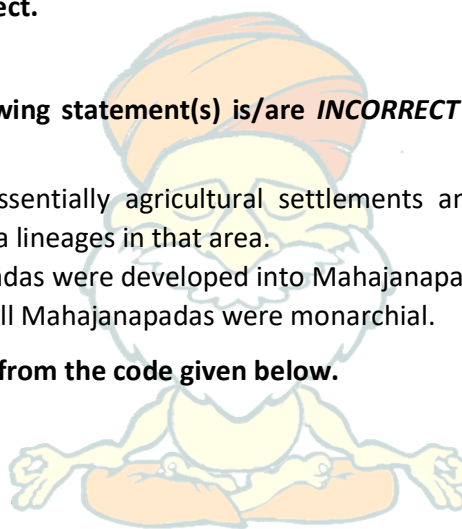 ect.
wing statement(s) is/are INCORRECT
ssentially agricultural settlements an
a lineages in that area.
adas were developed into Mahajanapa
ll Mahajanapadas were monarchial.
from the code given below.